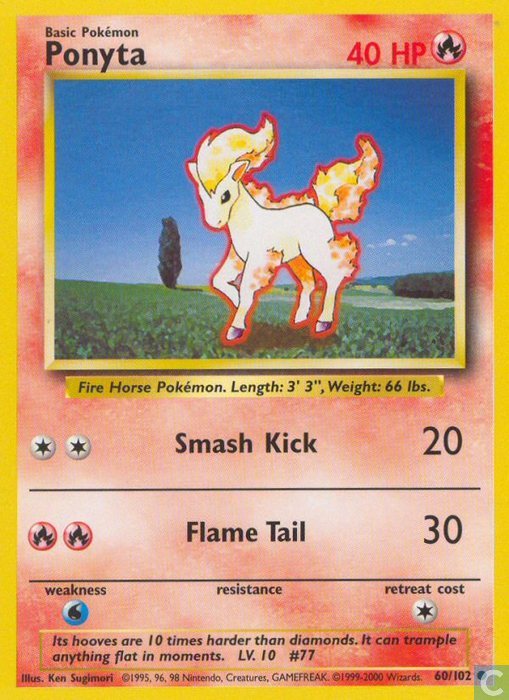 Basic Pokémon
Ponyta 40 HP
Fire Horse Pokémon. Length: 3' 3", Weight: 66 lbs.
Smash Kick 20
Flame Tail 30
weakness resistance retreat cost
Its hooves are 10 times harder than diamonds. It can trample
anything flat in moments. LV. 10 #77
Illus. Ken Sugimori ©1995, 96, 98 Nintendo, Creatures, GAMEFREAK. ©1999-2000 Wizards. 60/102
C